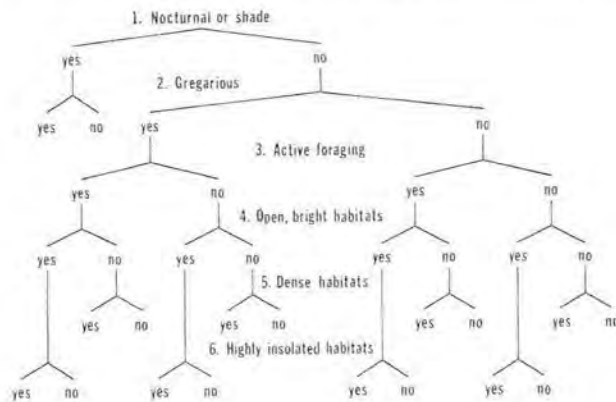 1. Nocturnal or shade
yes no
2. Gregarious
yes no yes no
3. Active foraging
yes no yes no
4. Open, bright habitats
yes no yes no yes no yes no
5. Dense habitats
yes no yes no yes no yes no
6. Highly insolated habitats
yes no yes no yes no yes no